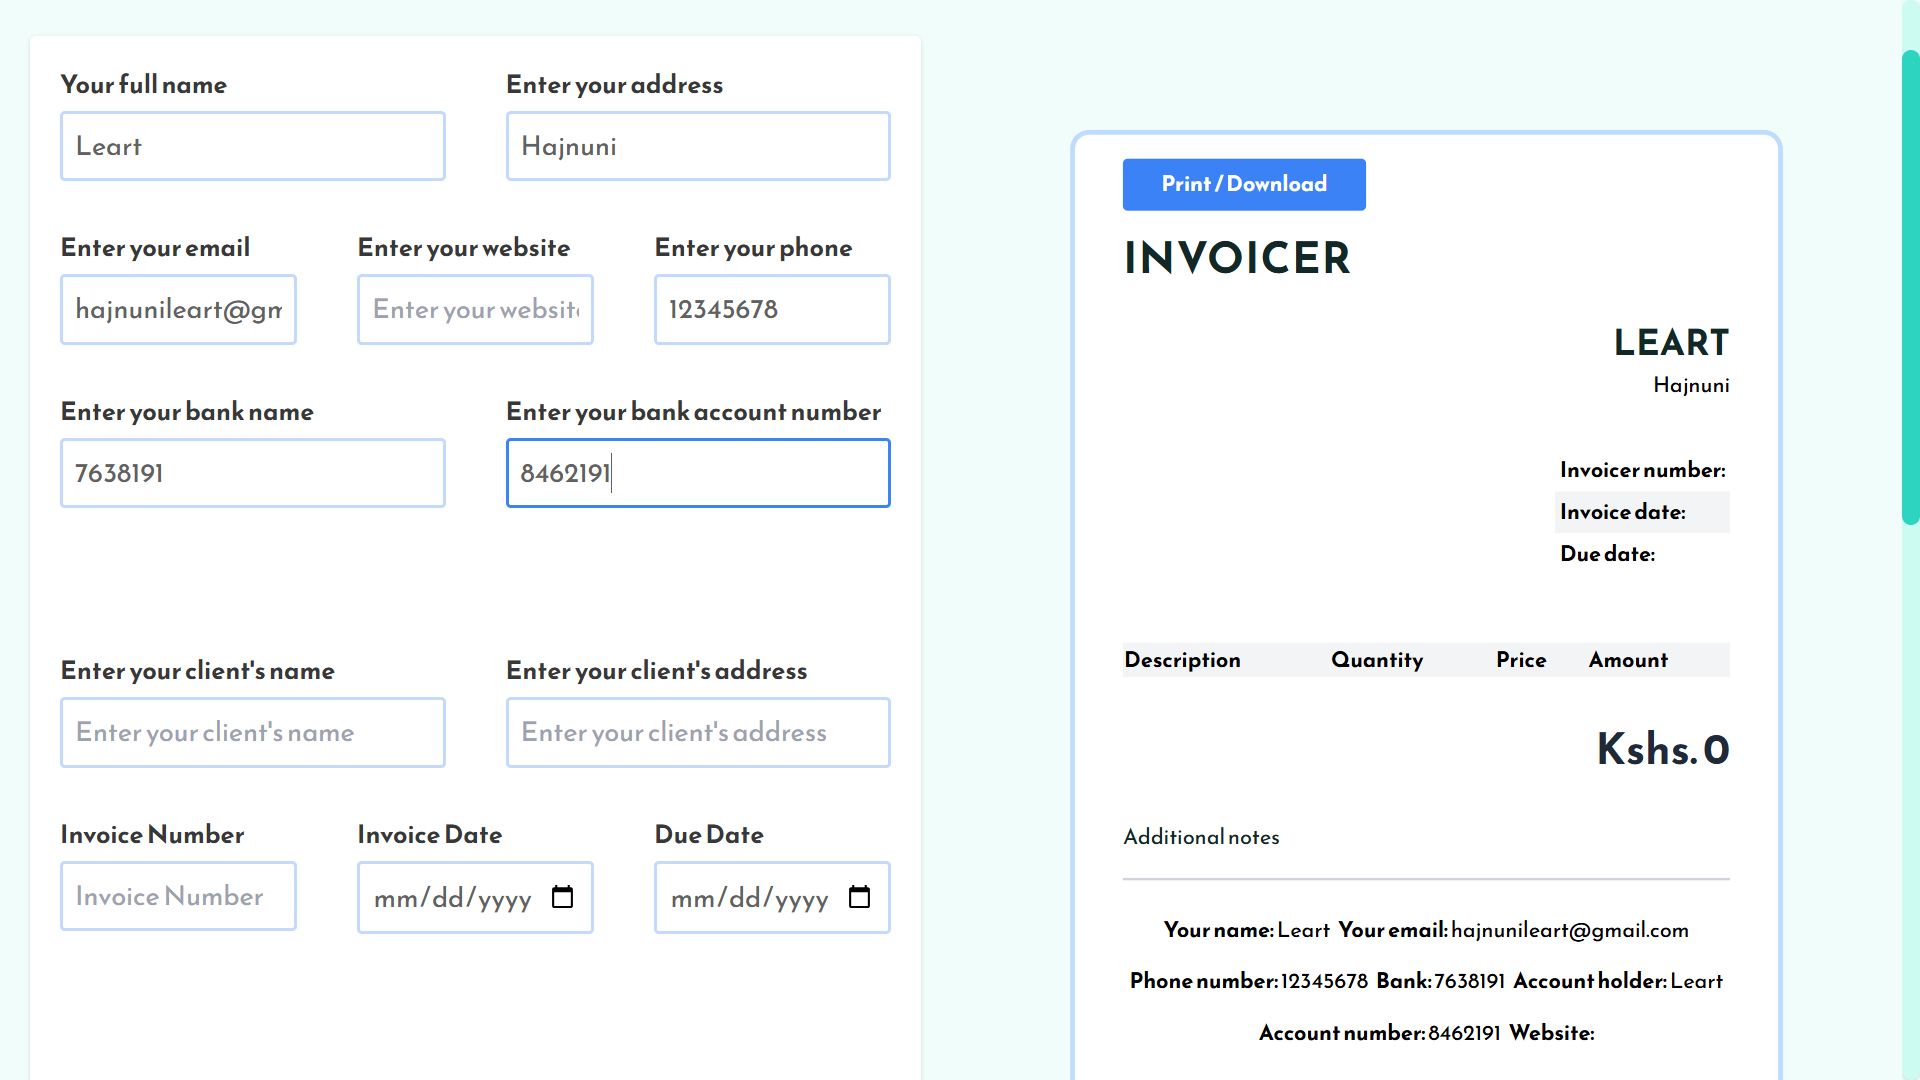 Your full name
Enter your address
Leart
Hajnuni
Enter your email
Enter your website
Enter your phone
hajnunileart@gm
Enter your website
12345678
Enter your bank name
Enter your bank account number
7638191
8462191
Enter your client's name
Enter your client's address
Enter your client's name
Enter your client's address
Invoice Number
Invoice Date
Due Date
Invoice Number
mm/dd/yyyy
mm/dd/yyyy
Print / Download
INVOICER
LEART
Hajnuni
Invoicer number:
Invoice date:
Due date:
Description Quantity Price Amount
Kshs. 0
Additional notes
Your name: Leart Your email: hajnunileart@gmail.com
Phone number: 12345678 Bank: 7638191 Account holder: Leart
Account number: 8462191 Website: